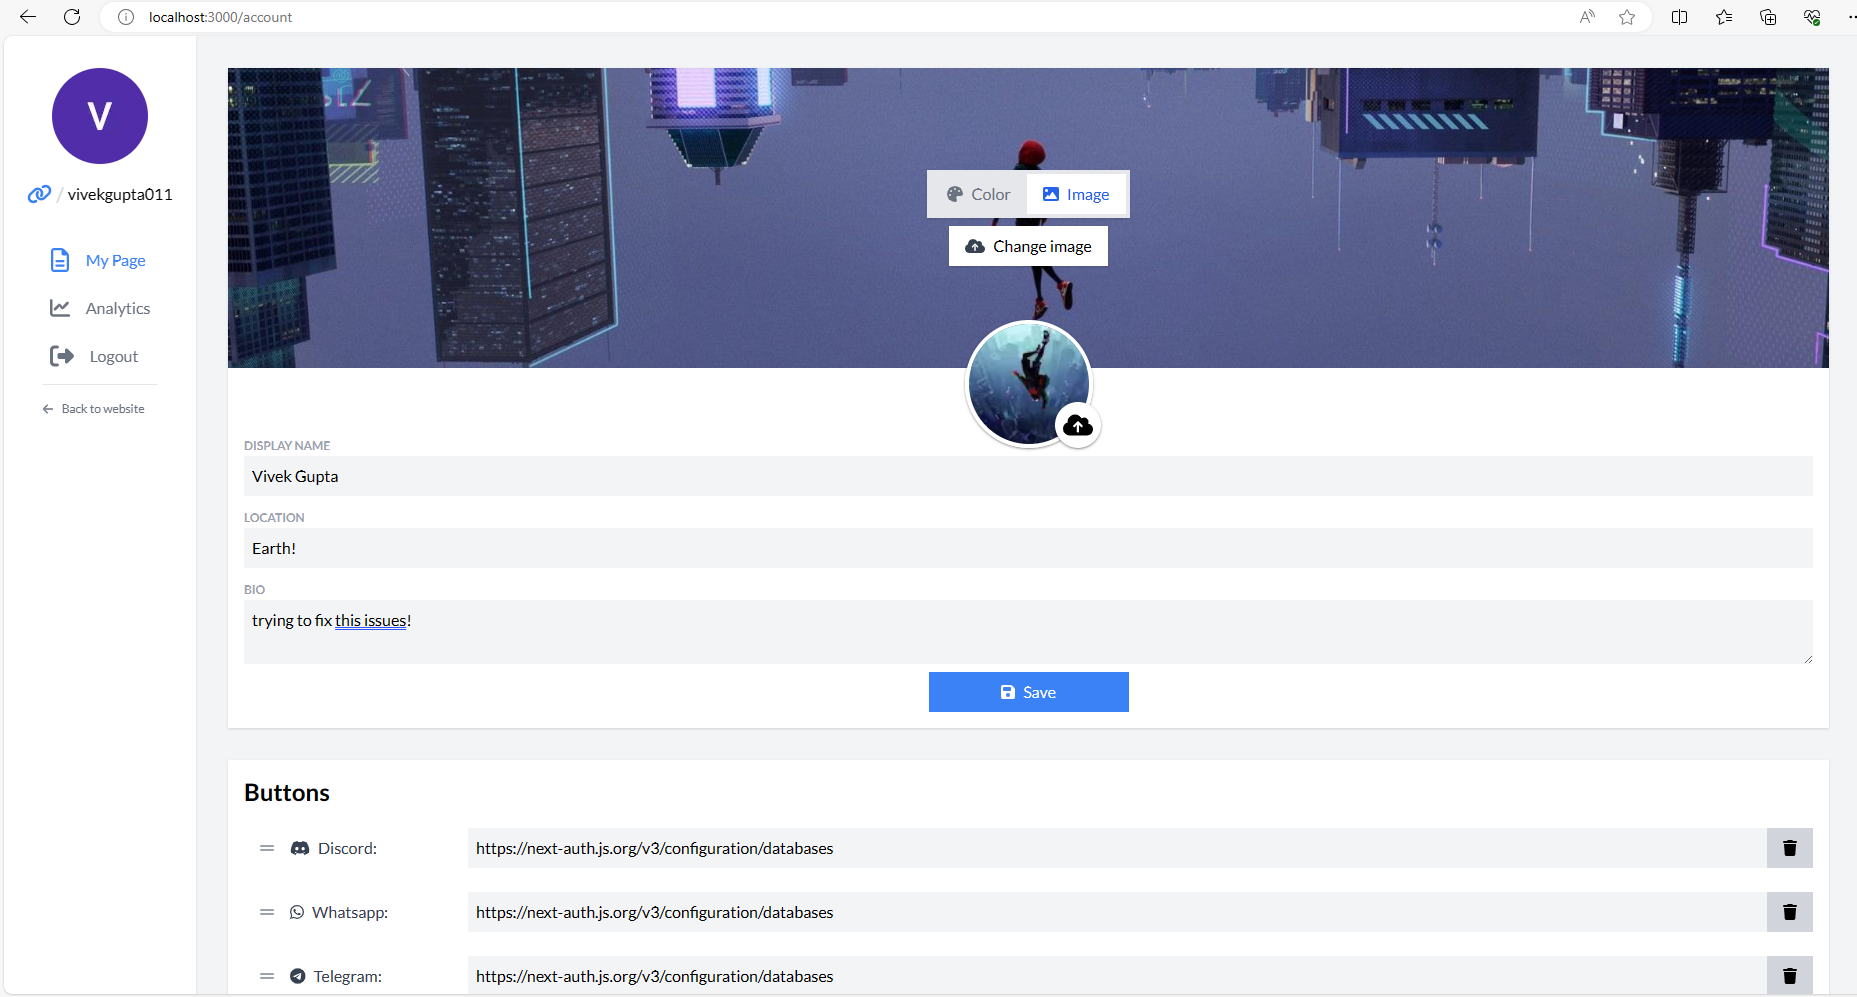 localhost:3000/account
V
/ vivekgupta011
My Page
Analytics
Logout
Back to website
Color Image
Change image
DISPLAY NAME
Vivek Gupta
LOCATION
Earth!
BIO
trying to fix this issues!
Save
Buttons
Discord: https://next-auth.js.org/v3/configuration/databases
Whatsapp: https://next-auth.js.org/v3/configuration/databases
Telegram: https://next-auth.js.org/v3/configuration/databases